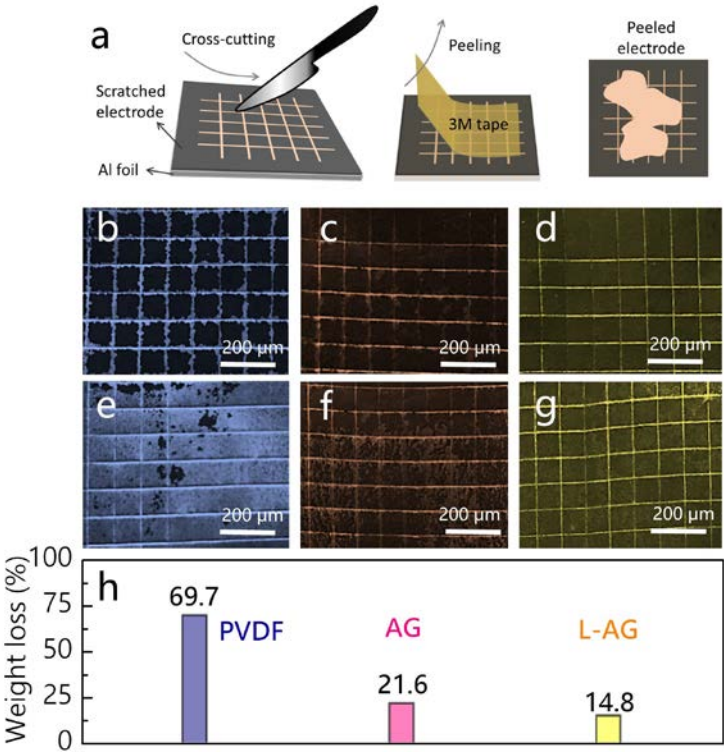 a
Cross-cutting
Scratched
electrode
Al foil
Peeling
3M tape
Peeled
electrode
b
200 μm
c
200 μm
d
200 μm
e
200 μm
f
200 μm
g
200 μm
h
Weight loss (%)
100
75
50
25
0
69.7
PVDF
21.6
AG
14.8
L-AG